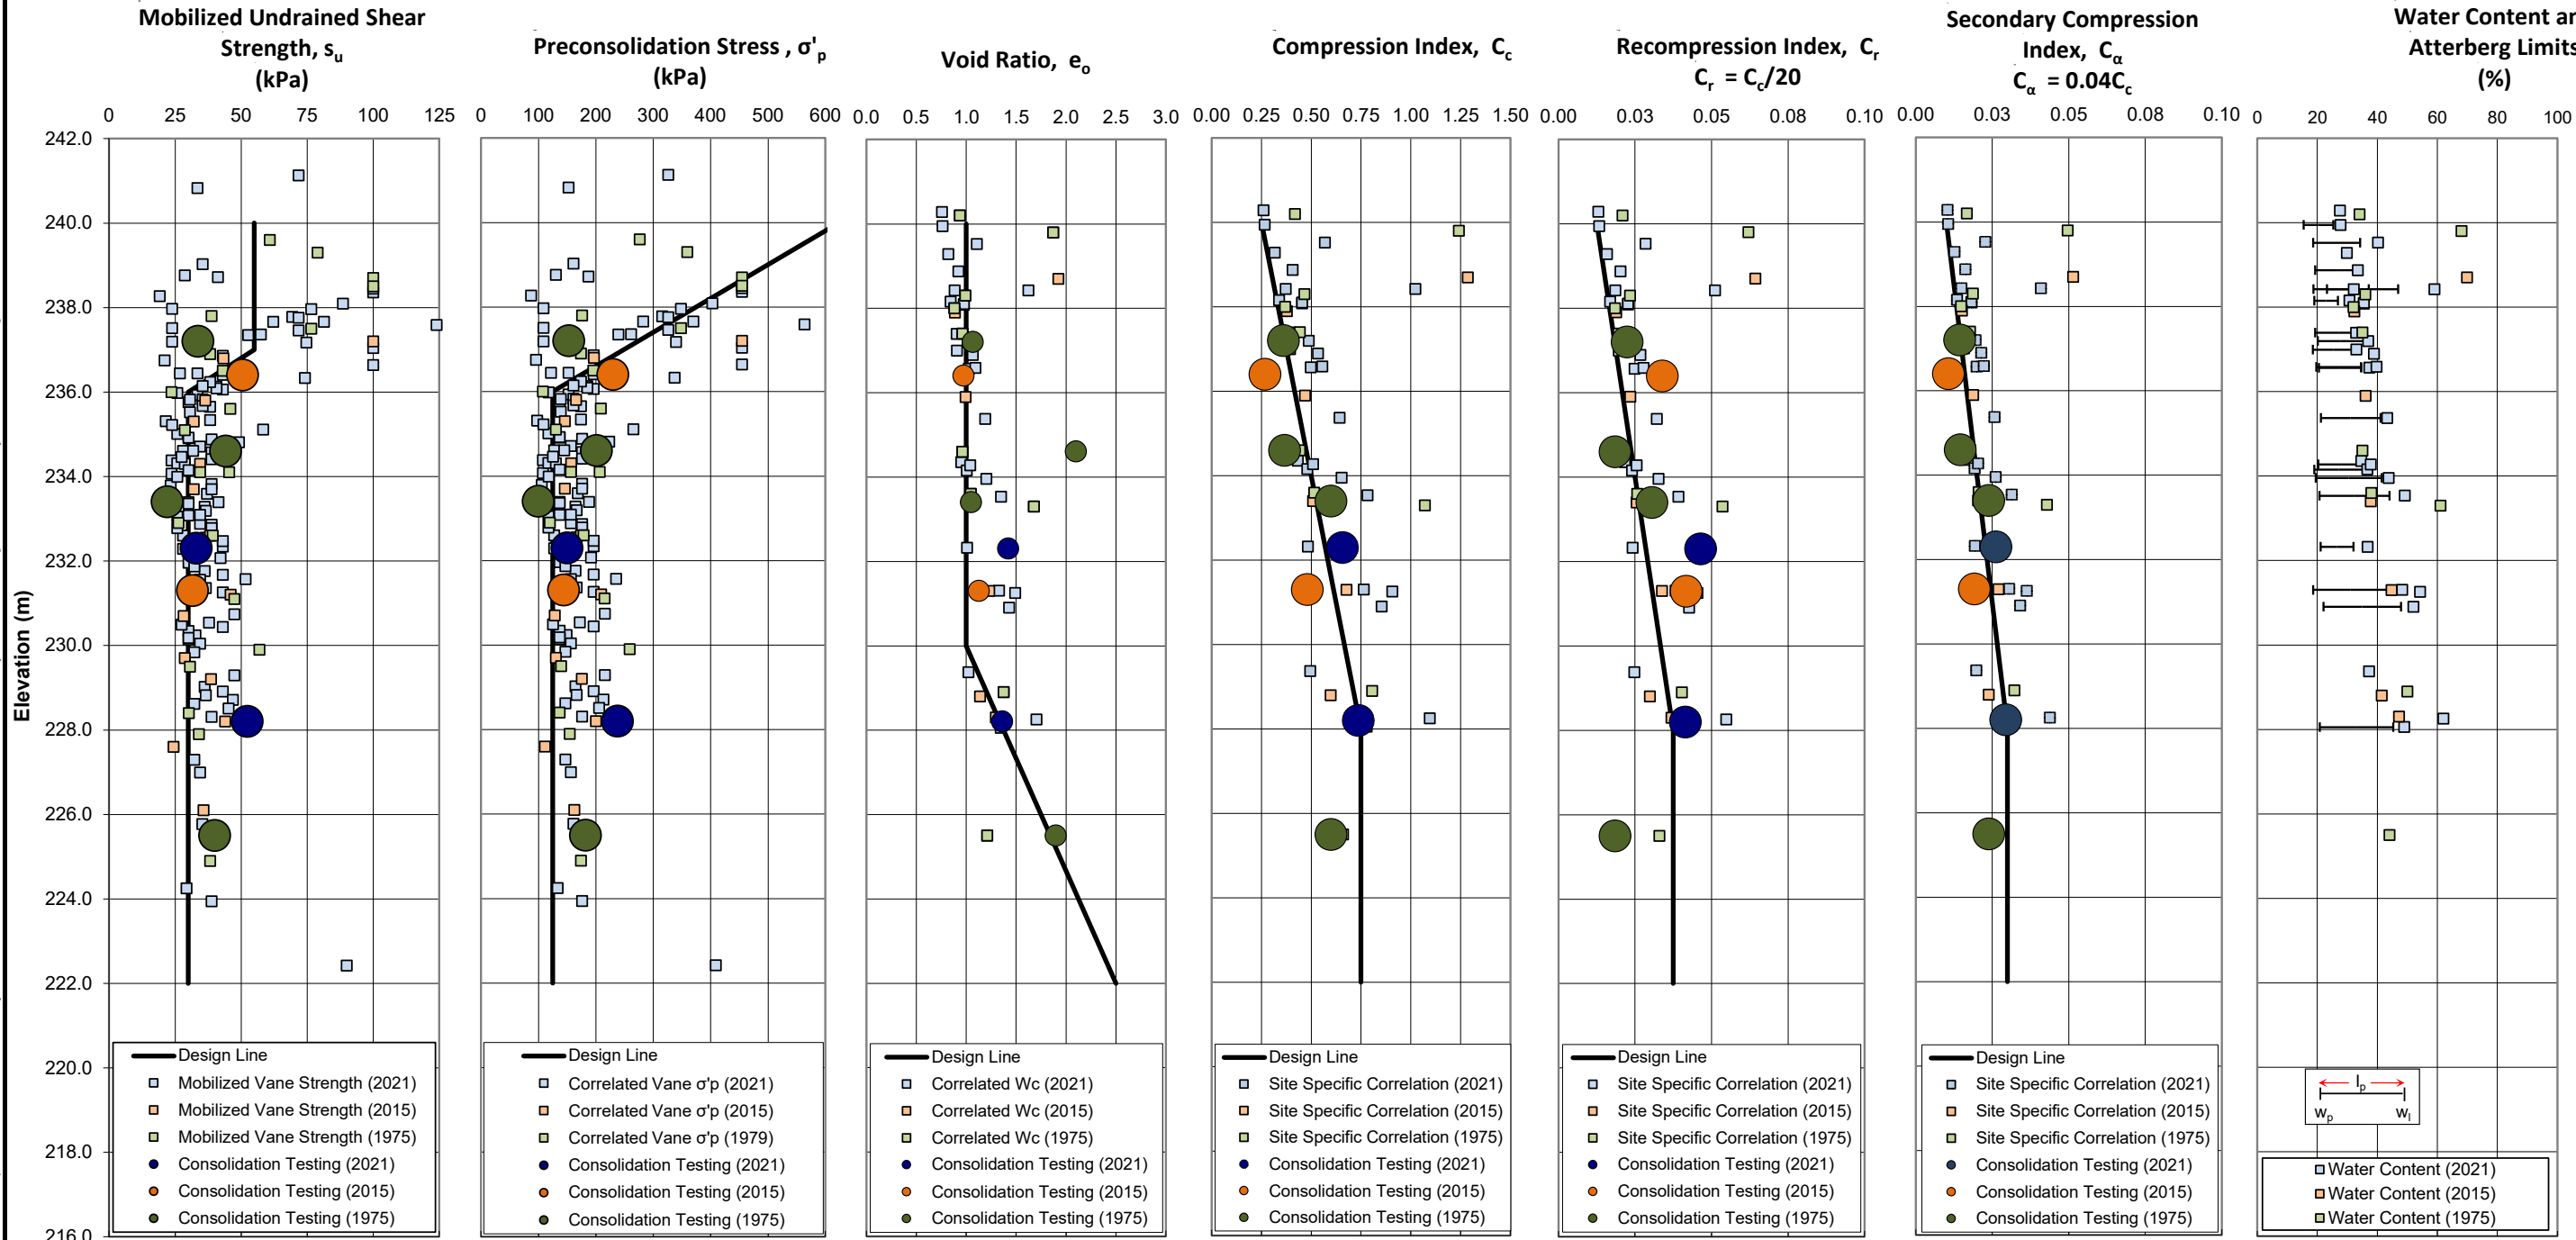 Mobilized Undrained Shear
Strength, su
(kPa)
Preconsolidation Stress , σ'p
(kPa)
Void Ratio, eo
Compression Index, Cc
Recompression Index, Cr
Cr = Cc/20
Secondary Compression
Index, Cα
Cα = 0.04Cc
Water Content an
Atterberg Limits
(%)
0 25 50 75 100 125
0 100 200 300 400 500 600
0.0 0.5 1.0 1.5 2.0 2.5 3.0
0.00 0.25 0.50 0.75 1.00 1.25 1.50
0.00 0.03 0.05 0.08 0.10
0.00 0.03 0.05 0.08 0.10
0 20 40 60 80 100
Elevation (m)
242.0
240.0
238.0
236.0
234.0
232.0
230.0
228.0
226.0
224.0
222.0
220.0
218.0
216.0
Design Line
Mobilized Vane Strength (2021)
Mobilized Vane Strength (2015)
Mobilized Vane Strength (1975)
Consolidation Testing (2021)
Consolidation Testing (2015)
Consolidation Testing (1975)
Design Line
Correlated Vane σ'p (2021)
Correlated Vane σ'p (2015)
Correlated Vane σ'p (1979)
Consolidation Testing (2021)
Consolidation Testing (2015)
Consolidation Testing (1975)
Design Line
Correlated Wc (2021)
Correlated Wc (2015)
Correlated Wc (1975)
Consolidation Testing (2021)
Consolidation Testing (2015)
Consolidation Testing (1975)
Design Line
Site Specific Correlation (2021)
Site Specific Correlation (2015)
Site Specific Correlation (1975)
Consolidation Testing (2021)
Consolidation Testing (2015)
Consolidation Testing (1975)
Design Line
Site Specific Correlation (2021)
Site Specific Correlation (2015)
Site Specific Correlation (1975)
Consolidation Testing (2021)
Consolidation Testing (2015)
Consolidation Testing (1975)
Design Line
Site Specific Correlation (2021)
Site Specific Correlation (2015)
Site Specific Correlation (1975)
Consolidation Testing (2021)
Consolidation Testing (2015)
Consolidation Testing (1975)
Ip
wp wl
Water Content (2021)
Water Content (2015)
Water Content (1975)